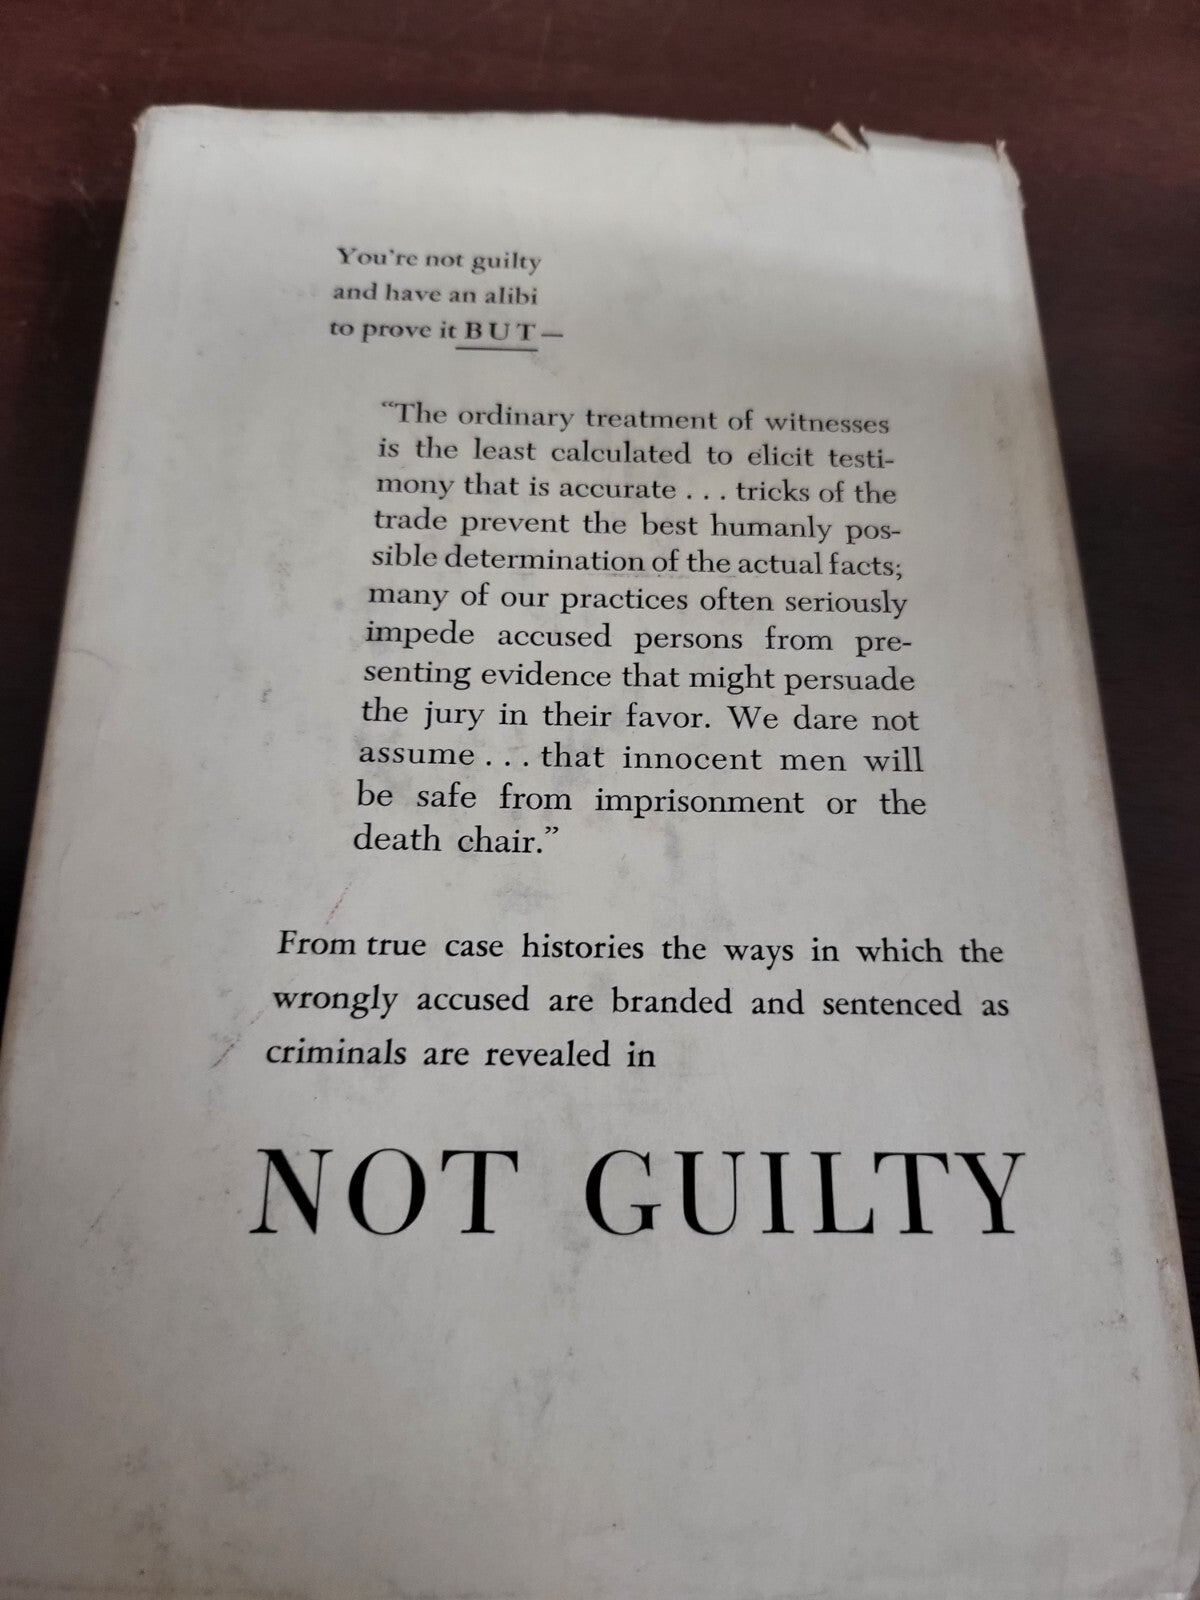 You're not guilty
and have an alibi
to prove it BUT—
“The ordinary treatment of witnesses
is the least calculated to elicit testi-
mony that is accurate . . . tricks of the
trade prevent the best humanly pos-
sible determination of the actual facts;
many of our practices often seriously
impede accused persons from pre-
senting evidence that might persuade
the jury in their favor. We dare not
assume . . . that innocent men will
be safe from imprisonment or the
death chair.”
From true case histories the ways in which the
wrongly accused are branded and sentenced as
criminals are revealed in
NOT GUILTY